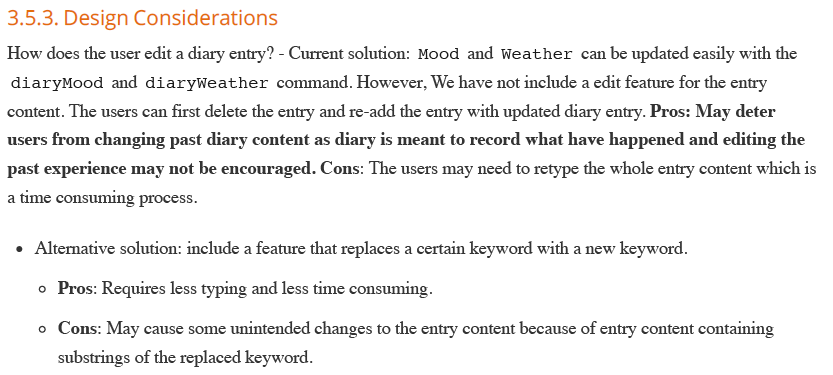 3.5.3. Design Considerations
How does the user edit a diary entry? - Current solution: Mood and Weather can be updated easily with the
diaryMood and diaryWeather command. However, We have not include a edit feature for the entry
content. The users can first delete the entry and re-add the entry with updated diary entry. Pros: May deter
users from changing past diary content as diary is meant to record what have happened and editing the
past experience may not be encouraged. Cons: The users may need to retype the whole entry content which is
a time consuming process.
• Alternative solution: include a feature that replaces a certain keyword with a new keyword.
◦ Pros: Requires less typing and less time consuming.
◦ Cons: May cause some unintended changes to the entry content because of entry content containing
substrings of the replaced keyword.